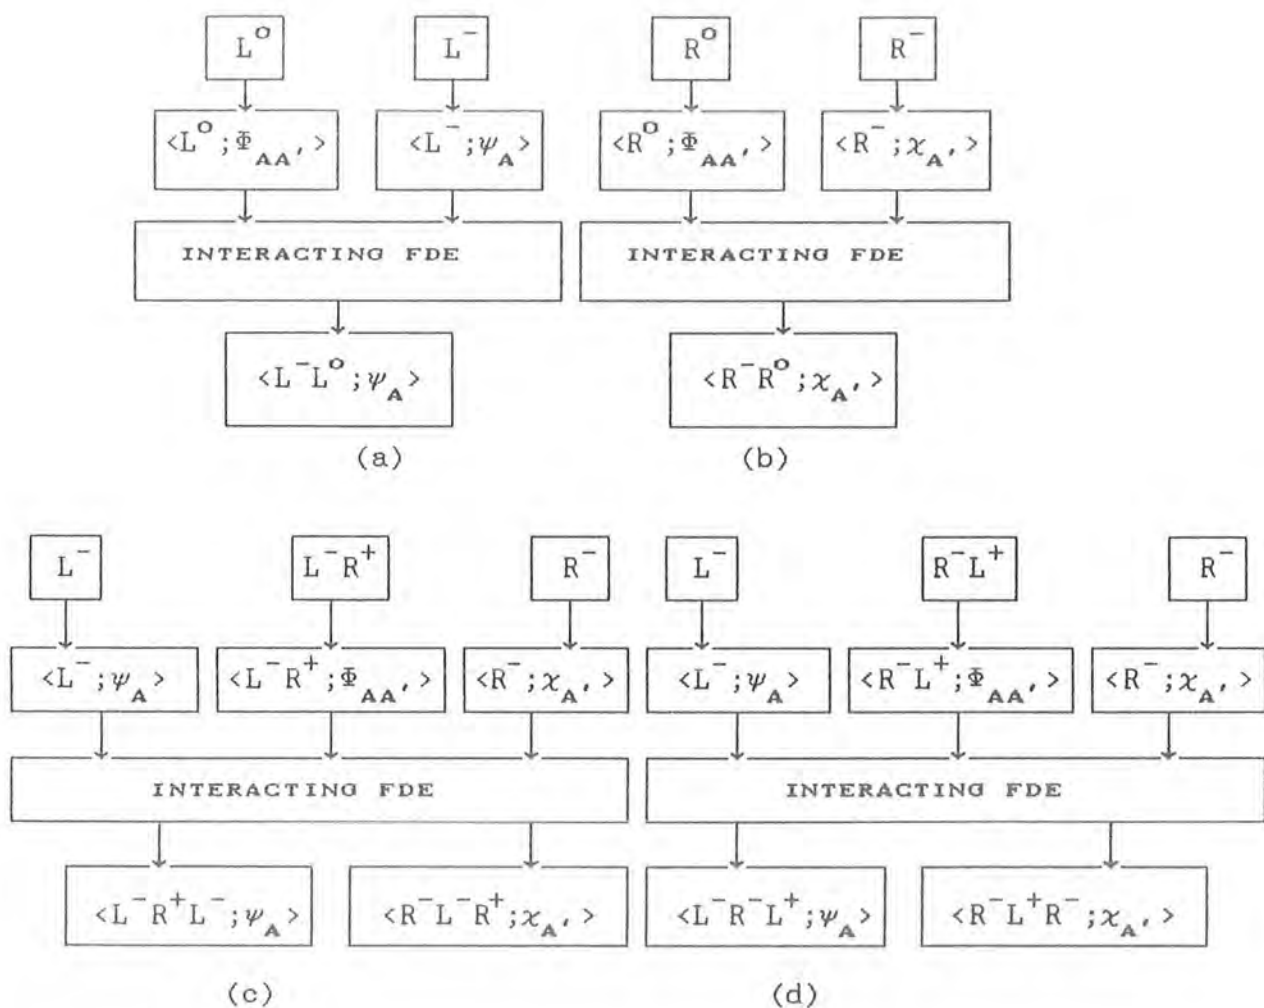 L⁰ L⁻ R⁰ R⁻
<L⁰;Φ_AA'> <L⁻;ψ_A> <R⁰;Φ_AA'> <R⁻;χ_A'>
INTERACTING FDE INTERACTING FDE
<L⁻L⁰;ψ_A> <R⁻R⁰;χ_A'>
(a) (b)
L⁻ L⁻R⁺ R⁻ L⁻ R⁻L⁺ R⁻
<L⁻;ψ_A> <L⁻R⁺;Φ_AA'> <R⁻;χ_A'> <L⁻;ψ_A> <R⁻L⁺;Φ_AA'> <R⁻;χ_A'>
INTERACTING FDE INTERACTING FDE
<L⁻R⁺L⁻;ψ_A> <R⁻L⁻R⁺;χ_A'> <L⁻R⁻L⁺;ψ_A> <R⁻L⁺R⁻;χ_A'>
(c) (d)